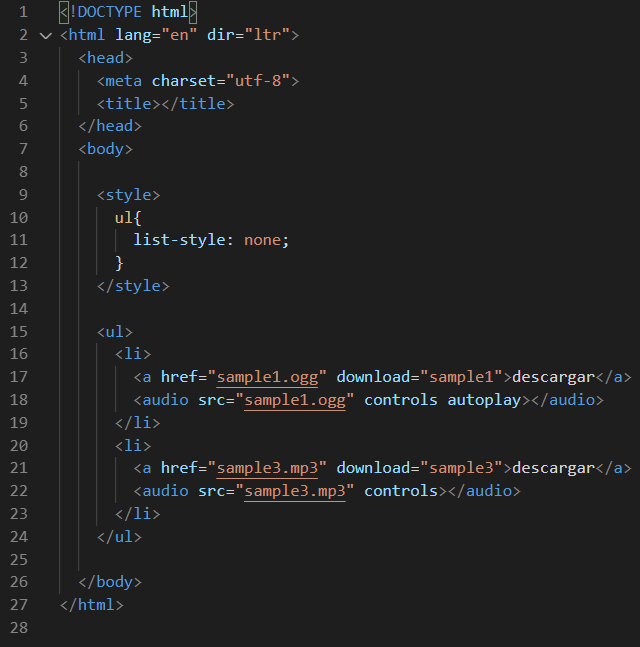 1 <!DOCTYPE html>
2 <html lang="en" dir="ltr">
3 <head>
4 <meta charset="utf-8">
5 <title></title>
6 </head>
7 <body>
8
9 <style>
10 ul{
11 list-style: none;
12 }
13 </style>
14
15 <ul>
16 <li>
17 <a href="sample1.ogg" download="sample1">descargar</a>
18 <audio src="sample1.ogg" controls autoplay></audio>
19 </li>
20 <li>
21 <a href="sample3.mp3" download="sample3">descargar</a>
22 <audio src="sample3.mp3" controls></audio>
23 </li>
24 </ul>
25
26 </body>
27 </html>
28